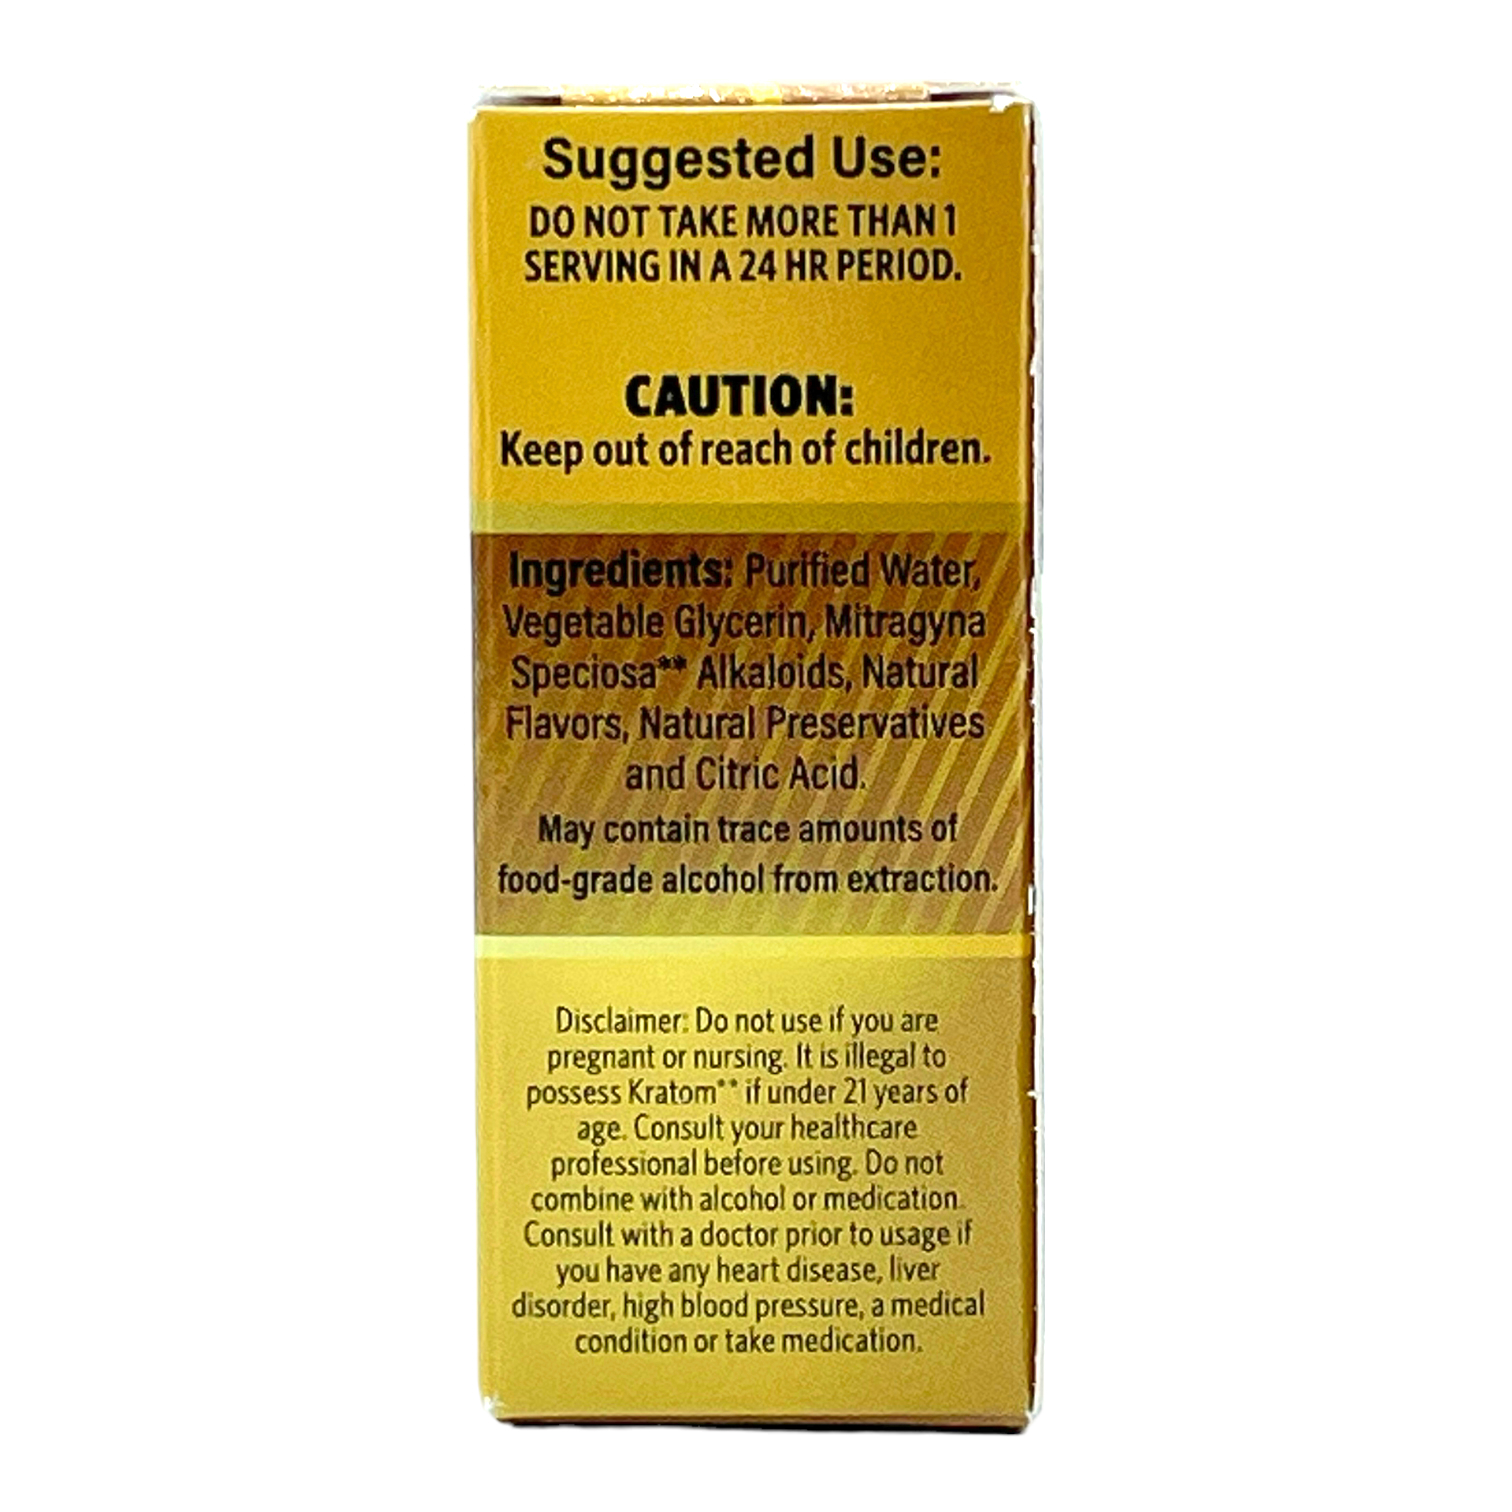 Suggested Use:
DO NOT TAKE MORE THAN 1
SERVING IN A 24 HR PERIOD.
CAUTION:
Keep out of reach of children.
Ingredients: Purified Water,
Vegetable Glycerin, Mitragyna
Speciosa** Alkaloids, Natural
Flavors, Natural Preservatives
and Citric Acid.
May contain trace amounts of
food-grade alcohol from extraction.
Disclaimer: Do not use if you are
pregnant or nursing. It is illegal to
possess Kratom** if under 21 years of
age. Consult your healthcare
professional before using. Do not
combine with alcohol or medication.
Consult with a doctor prior to usage if
you have any heart disease, liver
disorder, high blood pressure, a medical
condition or take medication.